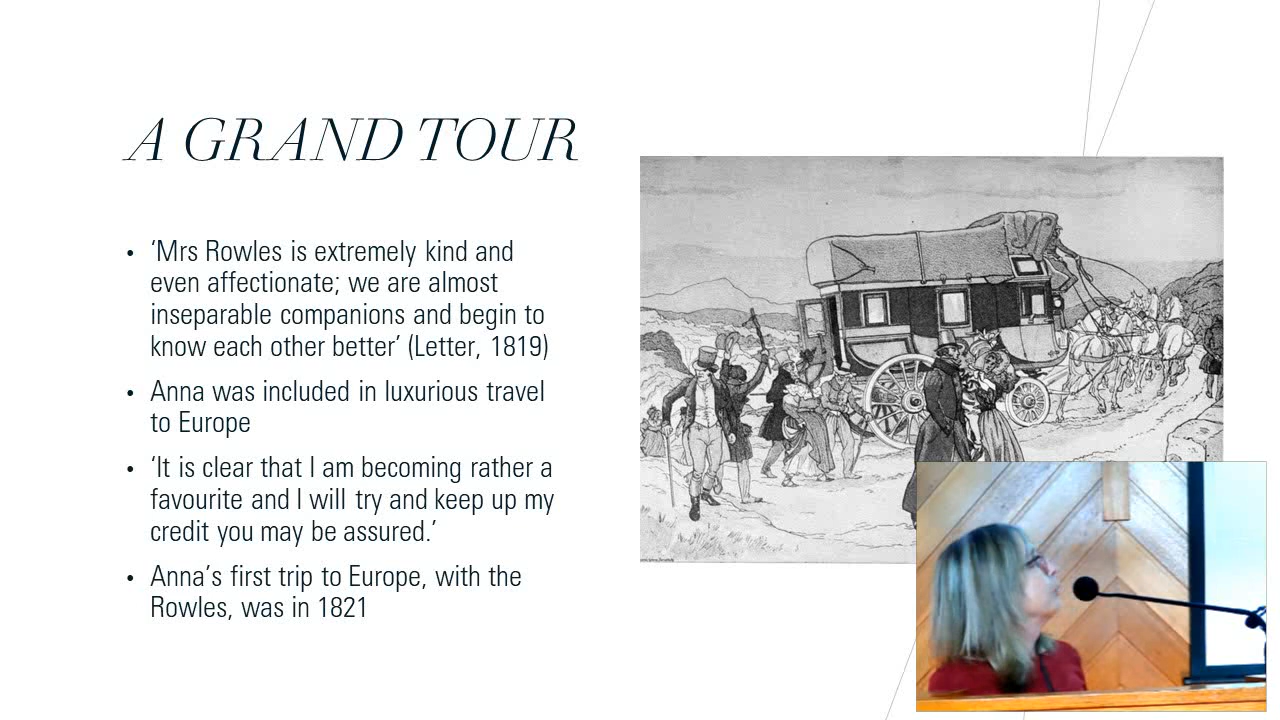 A GRAND TOUR
• ‘Mrs Rowles is extremely kind and
even affectionate; we are almost
inseparable companions and begin to
know each other better’ (Letter, 1819)
• Anna was included in luxurious travel
to Europe
• ‘It is clear that I am becoming rather a
favourite and I will try and keep up my
credit you may be assured.’
• Anna’s first trip to Europe, with the
Rowles, was in 1821